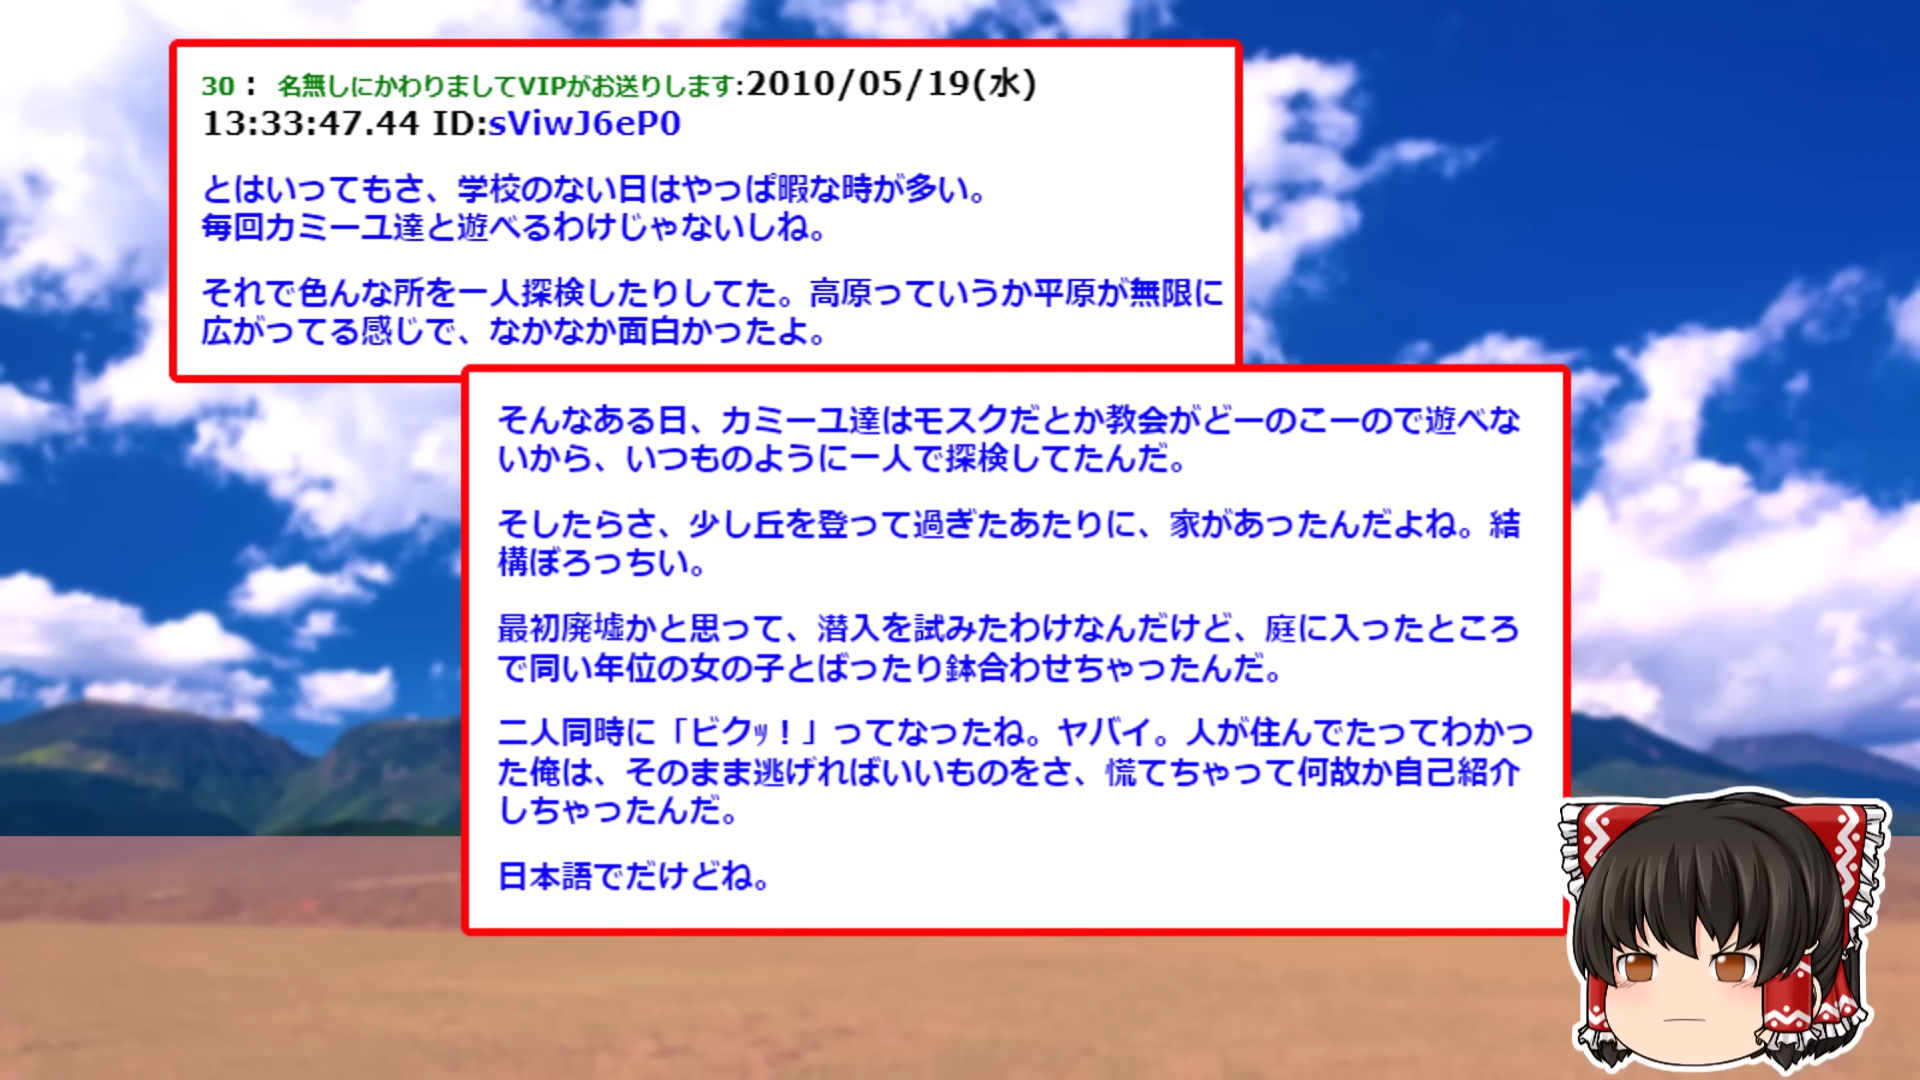 30： 名無しにかわりましてVIPがお送りします:2010/05/19(水)
13:33:47.44 ID:sViwJ6eP0
とはいってもさ、学校のない日はやっぱ暇な時が多い。
毎回カミーユ達と遊べるわけじゃないしね。
それで色んな所を一人探検したりしてた。高原っていうか平原が無限に
広がってる感じで、なかなか面白かったよ。
そんなある日、カミーユ達はモスクだとか教会がどーのこーので遊べな
いから、いつものように一人で探検してたんだ。
そしたらさ、少し丘を登って過ぎたあたりに、家があったんだよね。結
構ぼろっちい。
最初廃墟かと思って、潜入を試みたわけなんだけど、庭に入ったところ
で同い年位の女の子とばったり鉢合わせちゃったんだ。
二人同時に「ビクッ！」ってなったね。ヤバイ。人が住んでたってわかっ
た俺は、そのまま逃げればいいものをさ、慌てちゃって何故か自己紹介
しちゃったんだ。
日本語でだけどね。